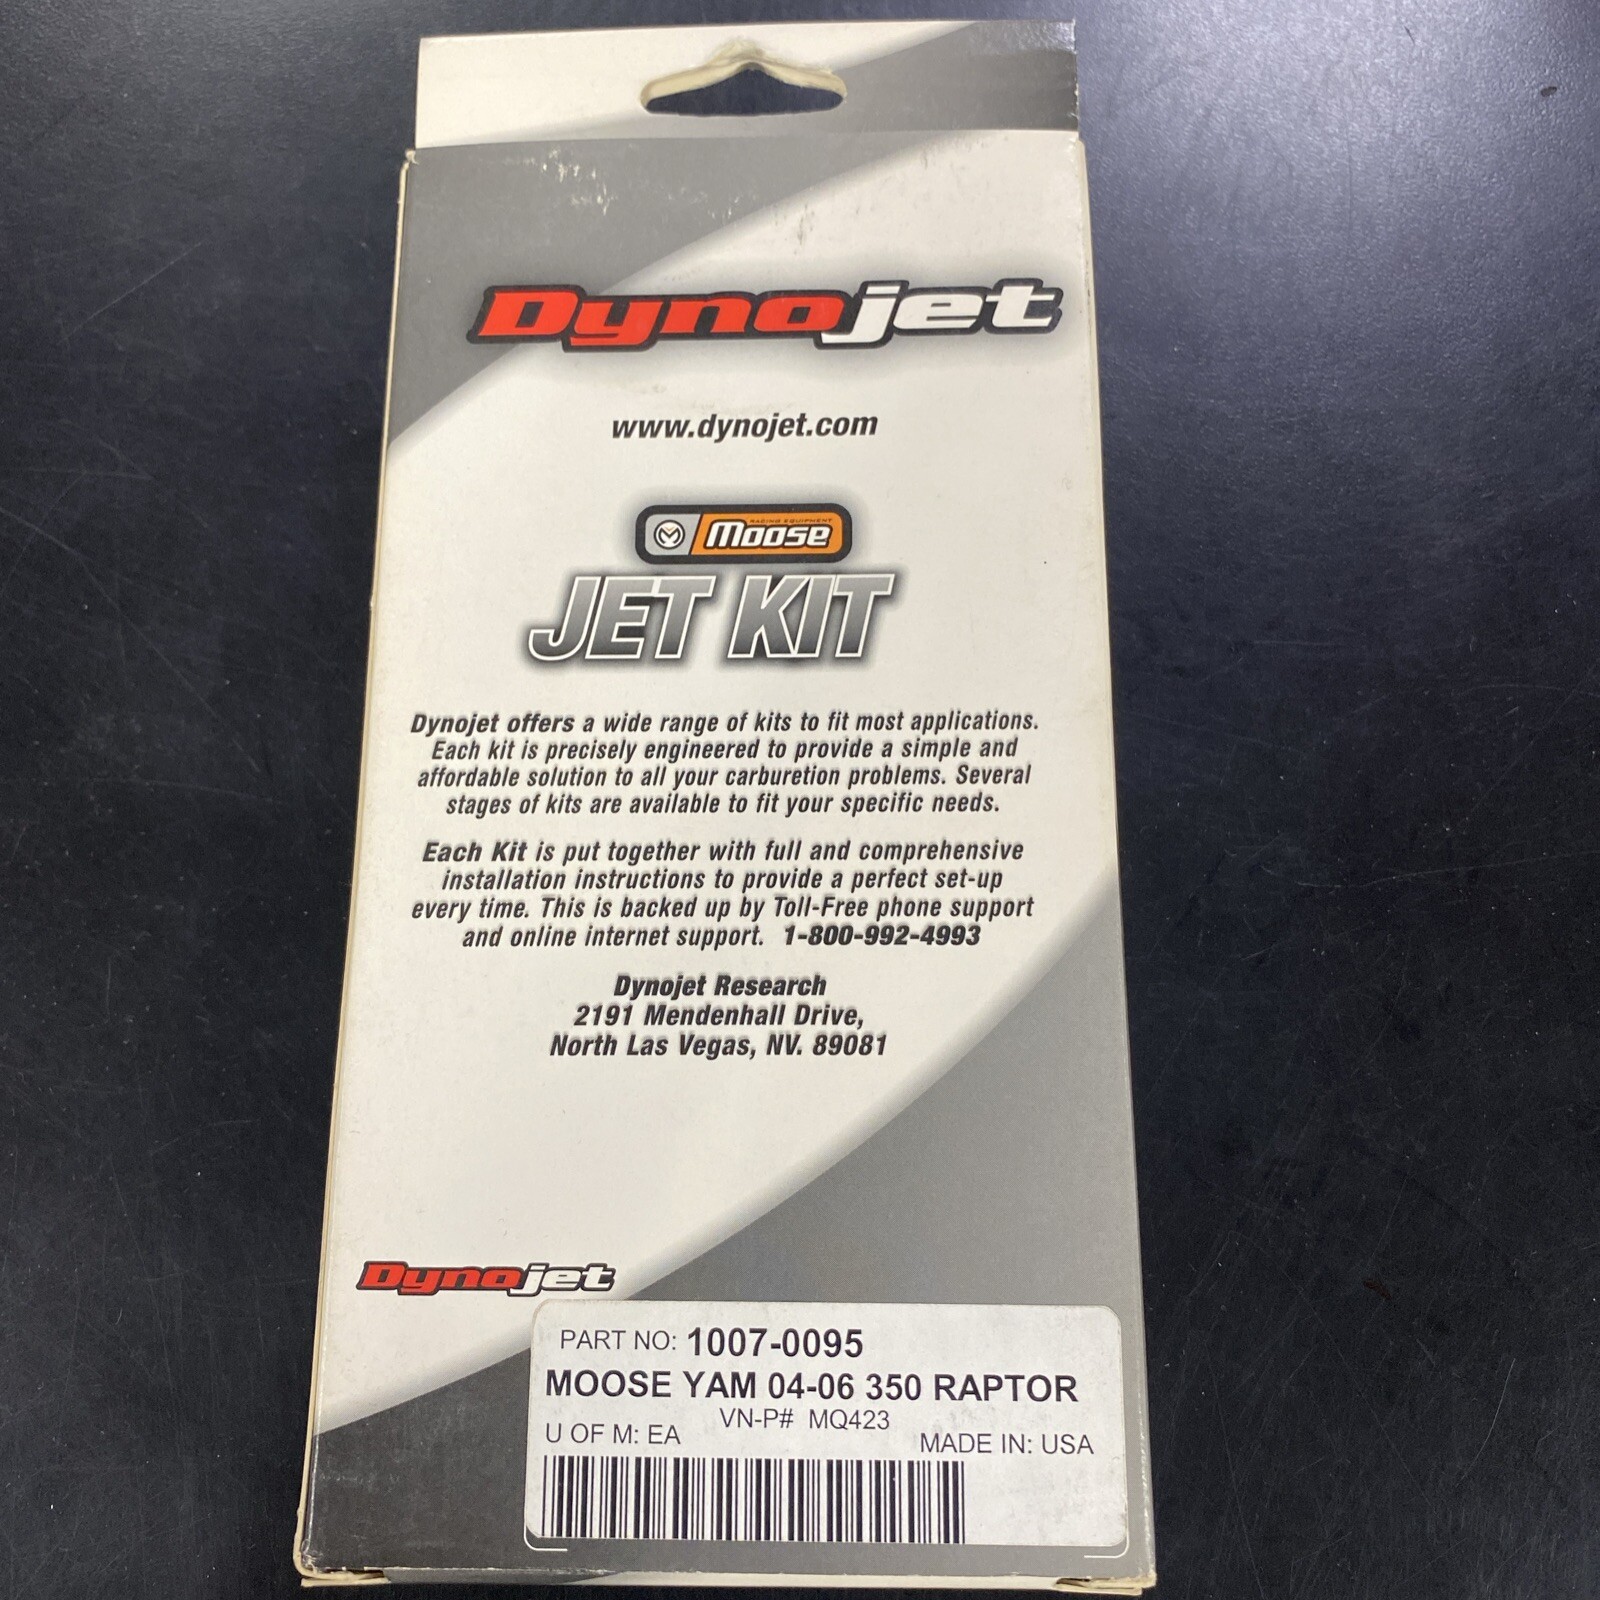 Dynojet
www.dynojet.com
RACING EQUIPMENT
Moose
JET KIT
Dynojet offers a wide range of kits to fit most applications.
Each kit is precisely engineered to provide a simple and
affordable solution to all your carburetion problems. Several
stages of kits are available to fit your specific needs.
Each Kit is put together with full and comprehensive
installation instructions to provide a perfect set-up
every time. This is backed up by Toll-Free phone support
and online internet support. 1-800-992-4993
Dynojet Research
2191 Mendenhall Drive,
North Las Vegas, NV. 89081
Dynojet
PART NO: 1007-0095
MOOSE YAM 04-06 350 RAPTOR
VN-P# MQ423
U OF M: EA
MADE IN: USA